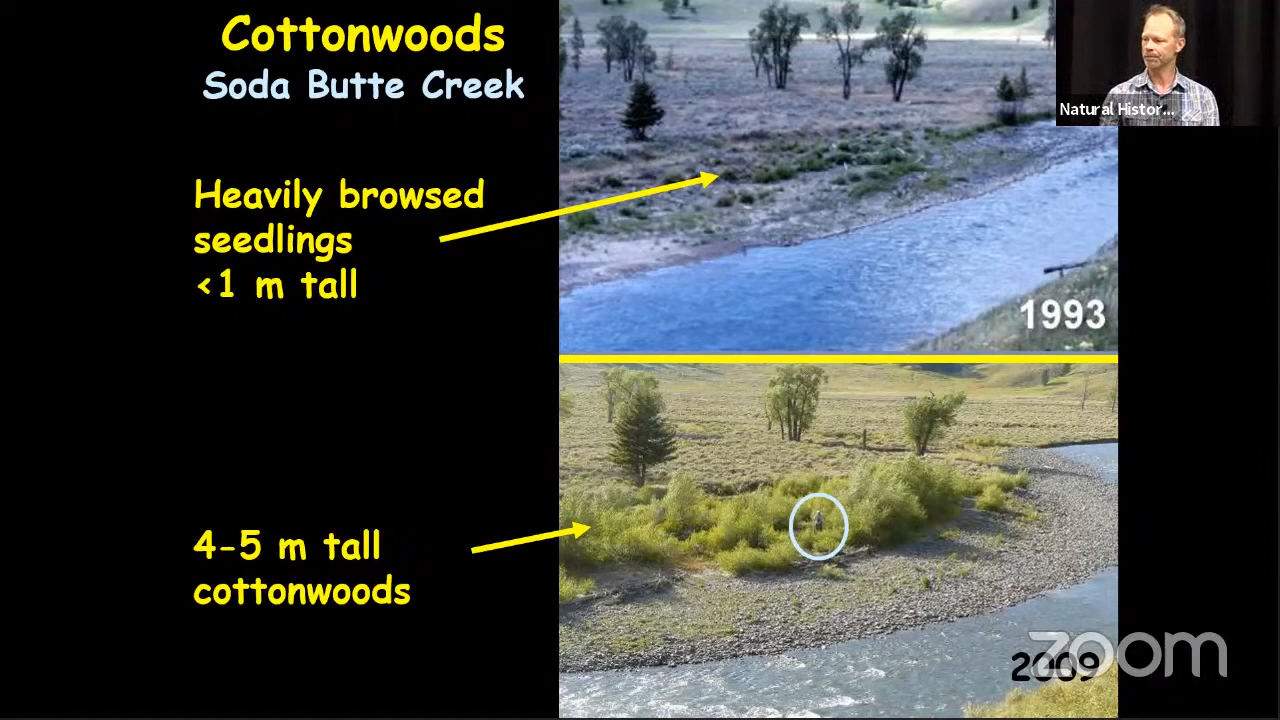 Cottonwoods
Soda Butte Creek
Natural Histor...
Heavily browsed
seedlings
<1 m tall
1993
4-5 m tall
cottonwoods
2009
zoom